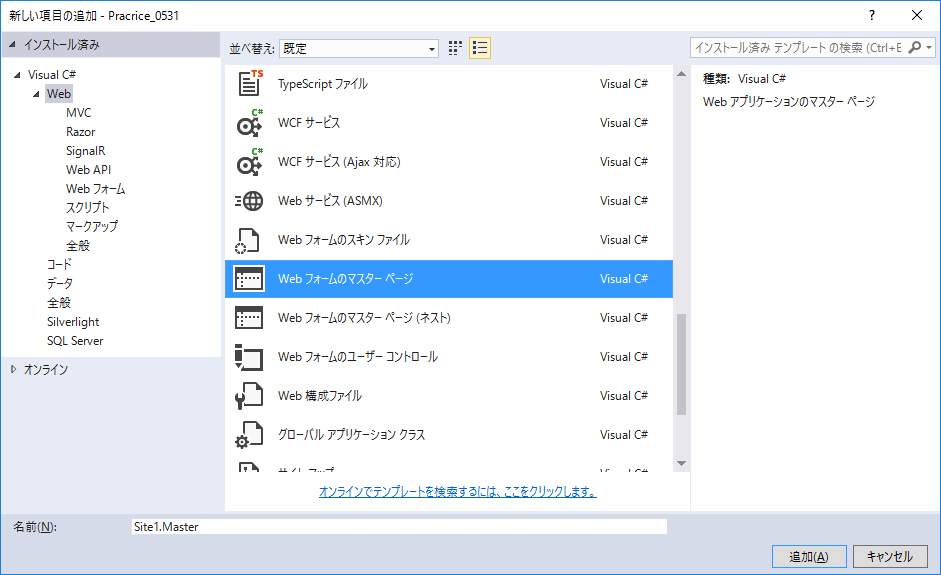 新しい項目の追加 - Pracrice_0531
?
インストール済み
並べ替え: 既定
インストール済み テンプレート の検索 (Ctrl+E
Visual C#
Web
MVC
Razor
SignalR
Web API
Web フォーム
スクリプト
マークアップ
全般
コード
データ
全般
Silverlight
SQL Server
オンライン
TS
TypeScript ファイル Visual C#
C#
WCF サービス Visual C#
C#
WCF サービス (Ajax 対応) Visual C#
Web サービス (ASMX) Visual C#
Web フォームのスキン ファイル Visual C#
Web フォームのマスター ページ Visual C#
Web フォームのマスター ページ (ネスト) Visual C#
Web フォームのユーザー コントロール Visual C#
Web 構成ファイル Visual C#
グローバル アプリケーション クラス Visual C#
サイト マップ Visual C#
オンラインでテンプレートを検索するには、ここをクリックします。
種類: Visual C#
Web アプリケーションのマスター ページ
名前(N): Site1.Master
追加(A) キャンセル